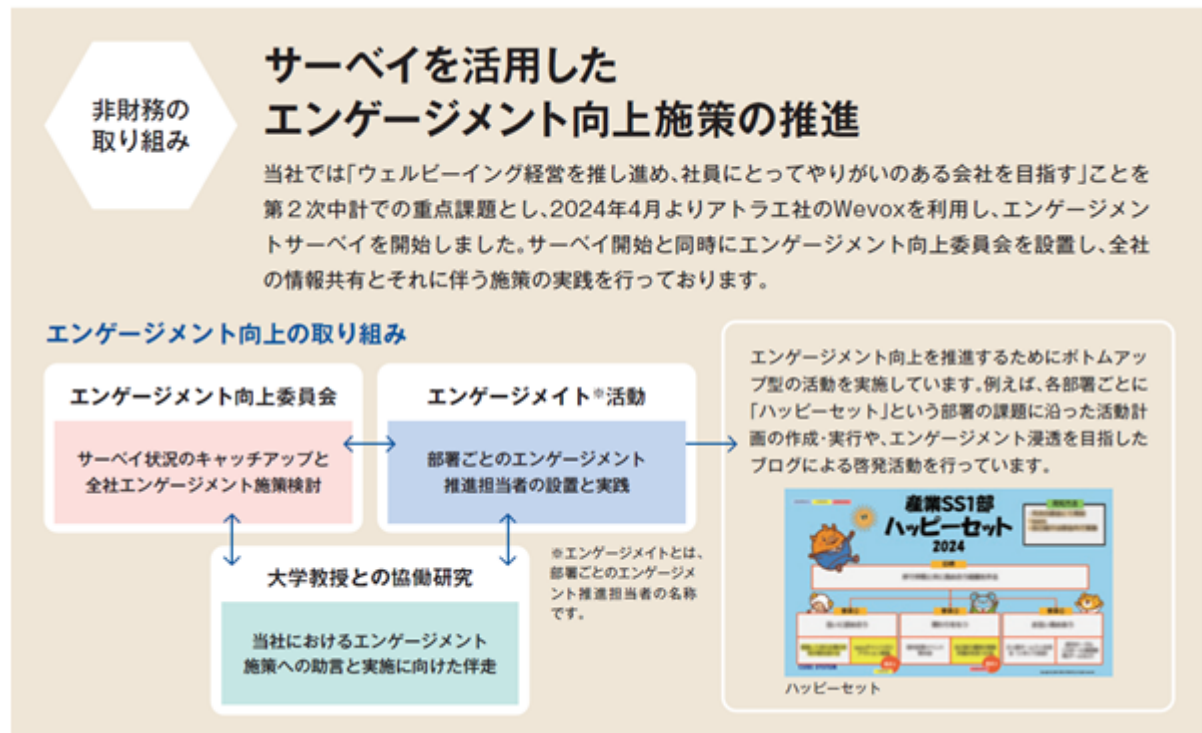 非財務の
取り組み
サーベイを活用した
エンゲージメント向上施策の推進
当社では「ウェルビーイング経営を推し進め、社員にとってやりがいのある会社を目指す」ことを
第2次中計での重点課題とし、2024年4月よりアトラエ社のWevoxを利用し、エンゲージメン
トサーベイを開始しました。サーベイ開始と同時にエンゲージメント向上委員会を設置し、全社
の情報共有とそれに伴う施策の実践を行っております。
エンゲージメント向上の取り組み
エンゲージメント向上委員会
サーベイ状況のキャッチアップと
全社エンゲージメント施策検討
エンゲージメイト※活動
部署ごとのエンゲージメント
推進担当者の設置と実践
大学教授との協働研究
当社におけるエンゲージメント
施策への助言と実施に向けた伴走
※エンゲージメイトとは、
部署ごとのエンゲージメ
ント推進担当者の名称
です。
エンゲージメント向上を推進するためにボトムアッ
プ型の活動を実施しています。例えば、各部署ごとに
「ハッピーセット」という部署の課題に沿った活動計
画の作成・実行や、エンゲージメント浸透を目指した
ブログによる啓発活動を行っています。
産業SS1部
ハッピーセット
2024
ハッピーセット